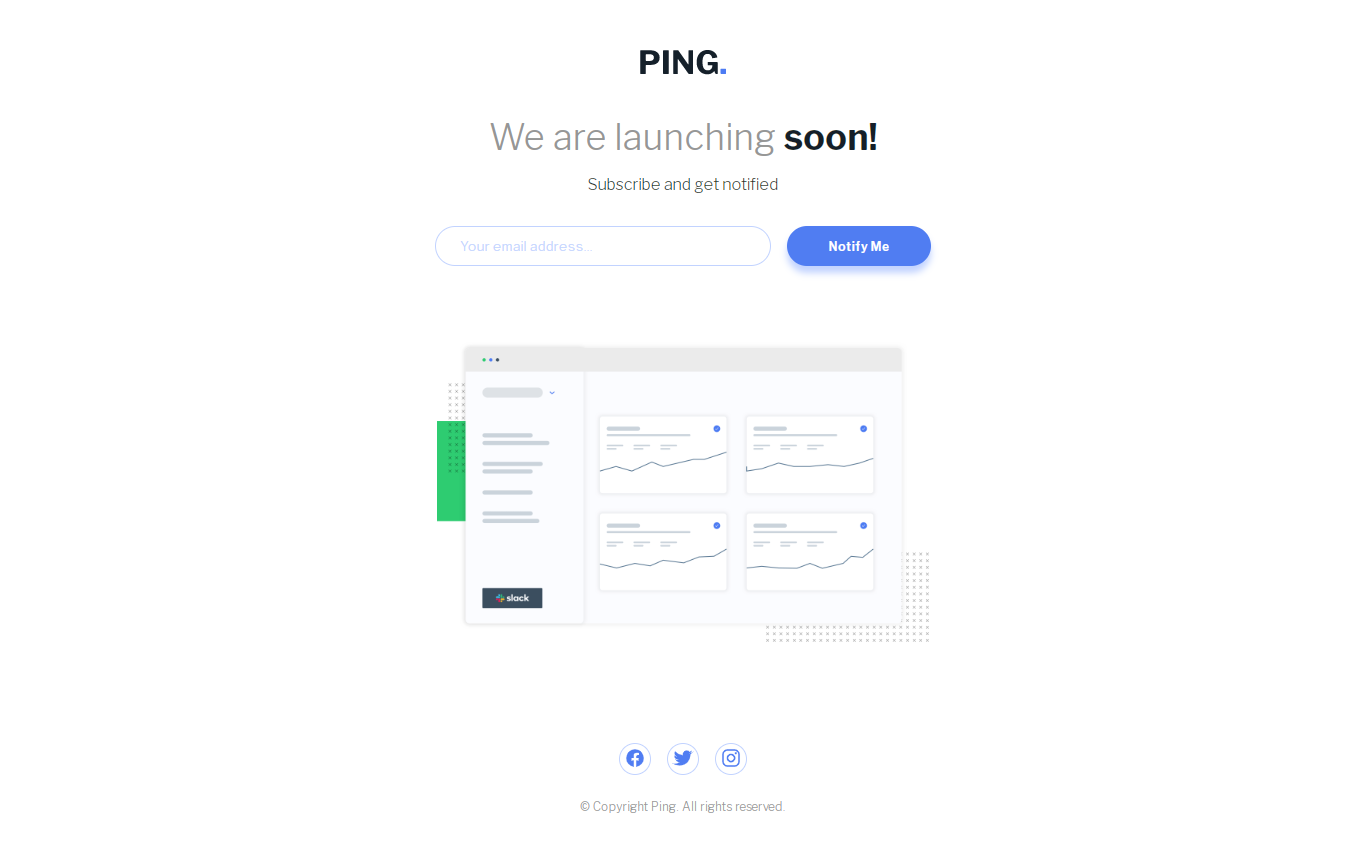 PING.
We are launching soon!
Subscribe and get notified
Your email address...
Notify Me
slack
© Copyright Ping. All rights reserved.